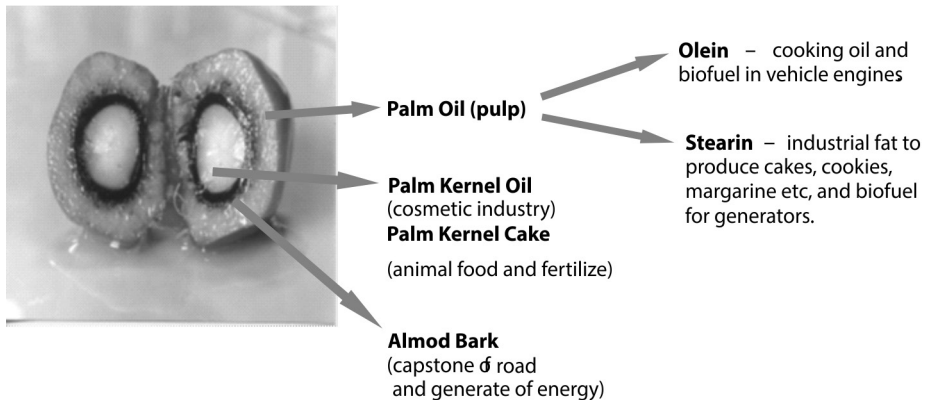 Palm Oil (pulp)
Olein – cooking oil and
biofuel in vehicle engines
Stearin – industrial fat to
produce cakes, cookies,
margarine etc, and biofuel
for generators.
Palm Kernel Oil
(cosmetic industry)
Palm Kernel Cake
(animal food and fertilize)
Almod Bark
(capstone of road
and generate of energy)